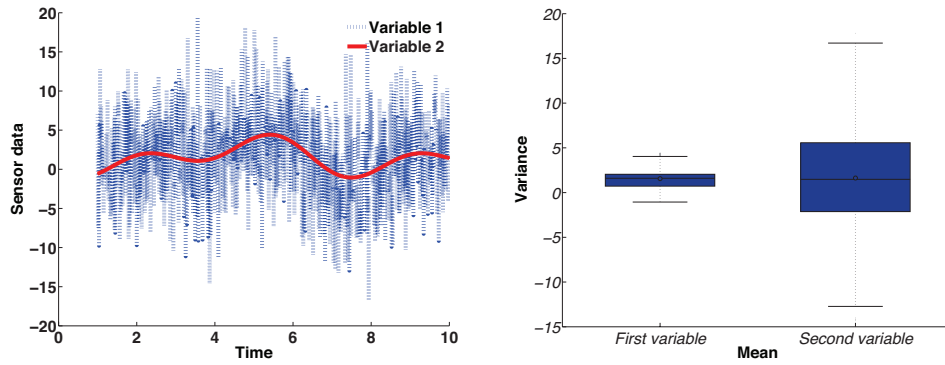 Variable 1
Variable 2
20
15
10
5
0
−5
−10
−15
−20
Sensor data
0
2
4
6
8
10
Time
20
15
10
5
0
−5
−10
−15
Variance
First variable
Second variable
Mean